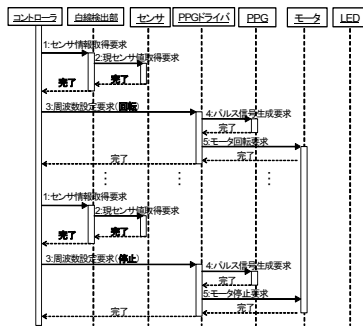 コントローラ 白線検出部 センサ PPGドライバ PPG モータ LED
1:センサ情報取得要求
2:現センサ値取得要求
完了
完了
3:周波数設定要求(回転)
4:パルス信号生成要求
完了
5:モータ回転要求
完了
完了
1:センサ情報取得要求
2:現センサ値取得要求
完了
完了
3:周波数設定要求(停止)
4:パルス信号生成要求
完了
5:モータ停止要求
完了
完了